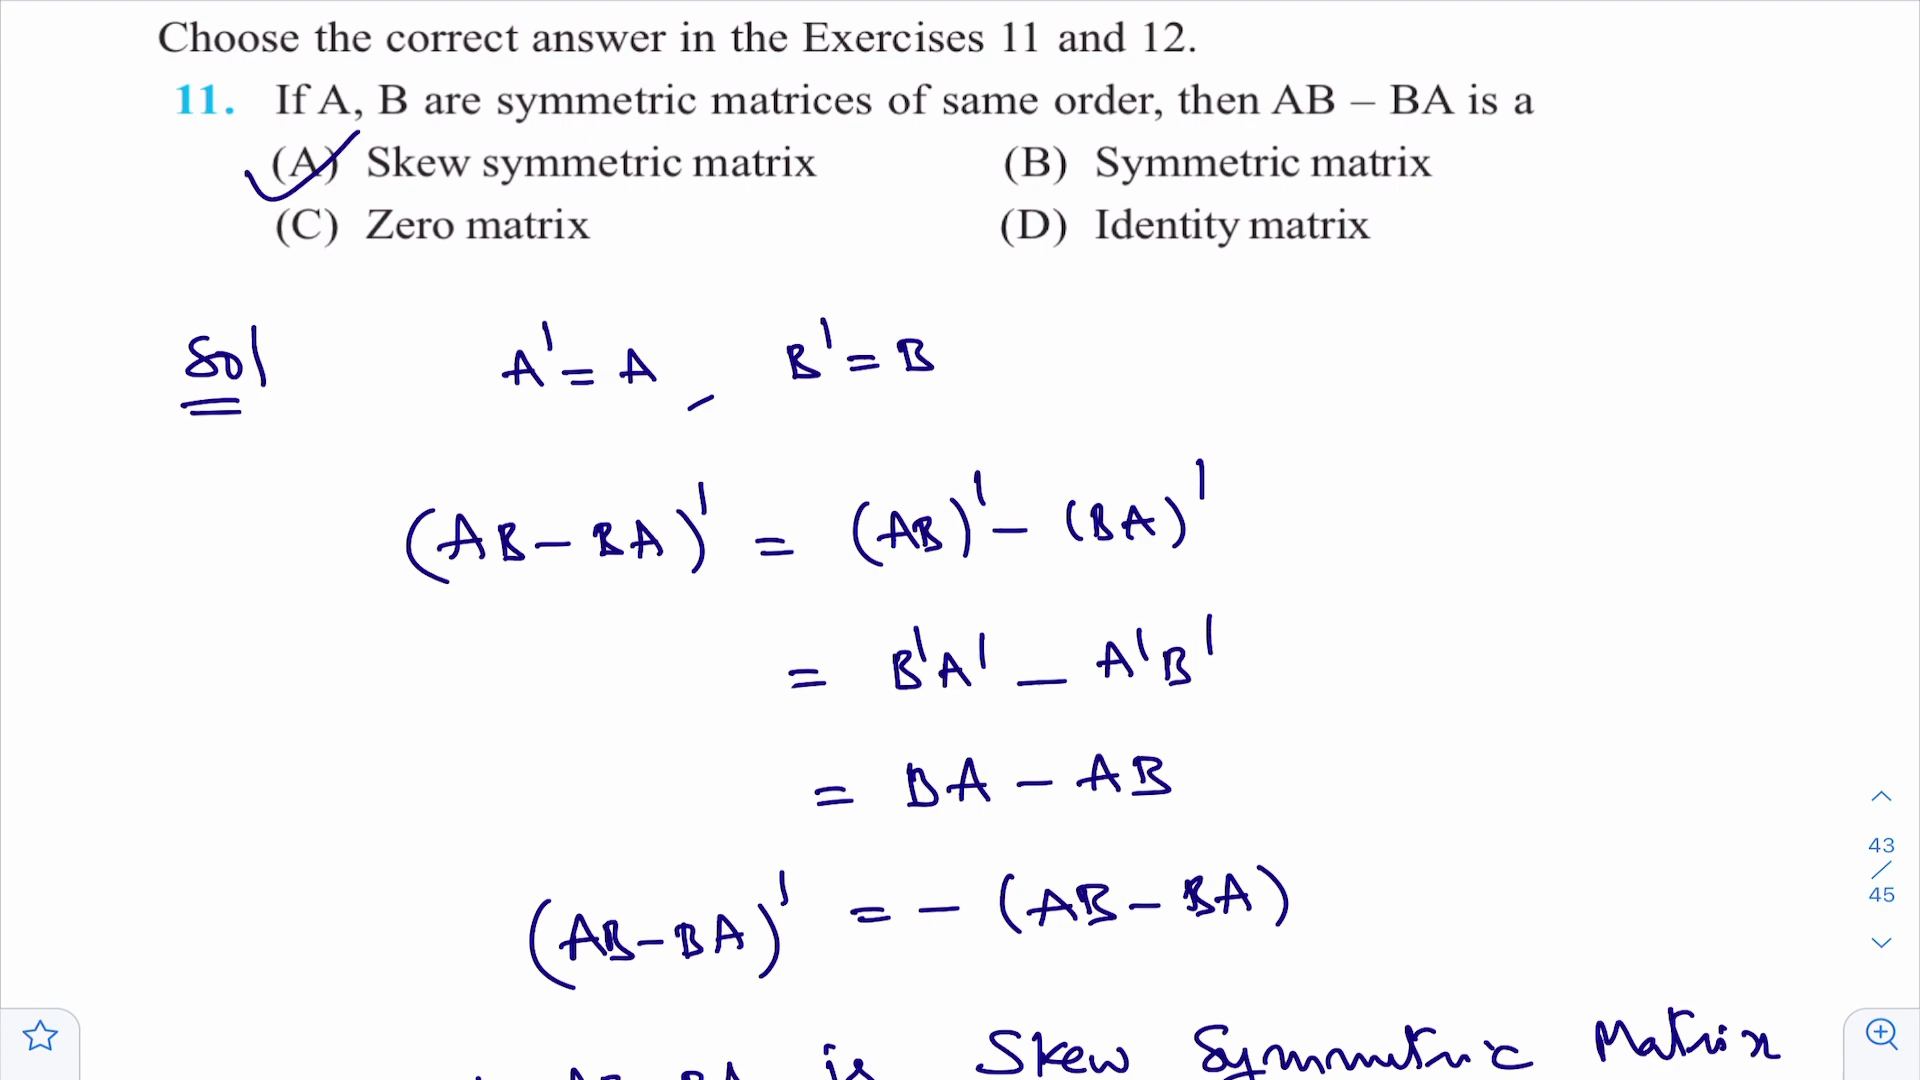 Choose the correct answer in the Exercises 11 and 12.
11. If A, B are symmetric matrices of same order, then AB – BA is a
(A) Skew symmetric matrix (B) Symmetric matrix
(C) Zero matrix (D) Identity matrix
Sol A' = A , B' = B
(AB – BA)' = (AB)' – (BA)'
= B'A' – A'B'
= BA – AB
43
/
45
(AB – BA)' = – (AB – BA)
is Skew Symmetric Matrix